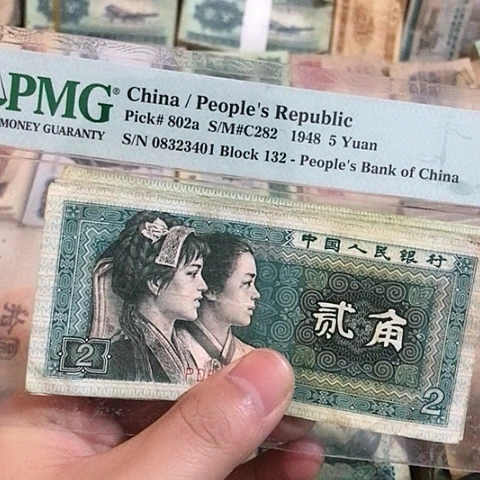 PMG®
MONEY GUARANTY
China / People's Republic
Pick# 802a S/M#C282 1948 5 Yuan
S/N 08323401 Block 132 - People's Bank of China
中国人民银行
贰角
2
2